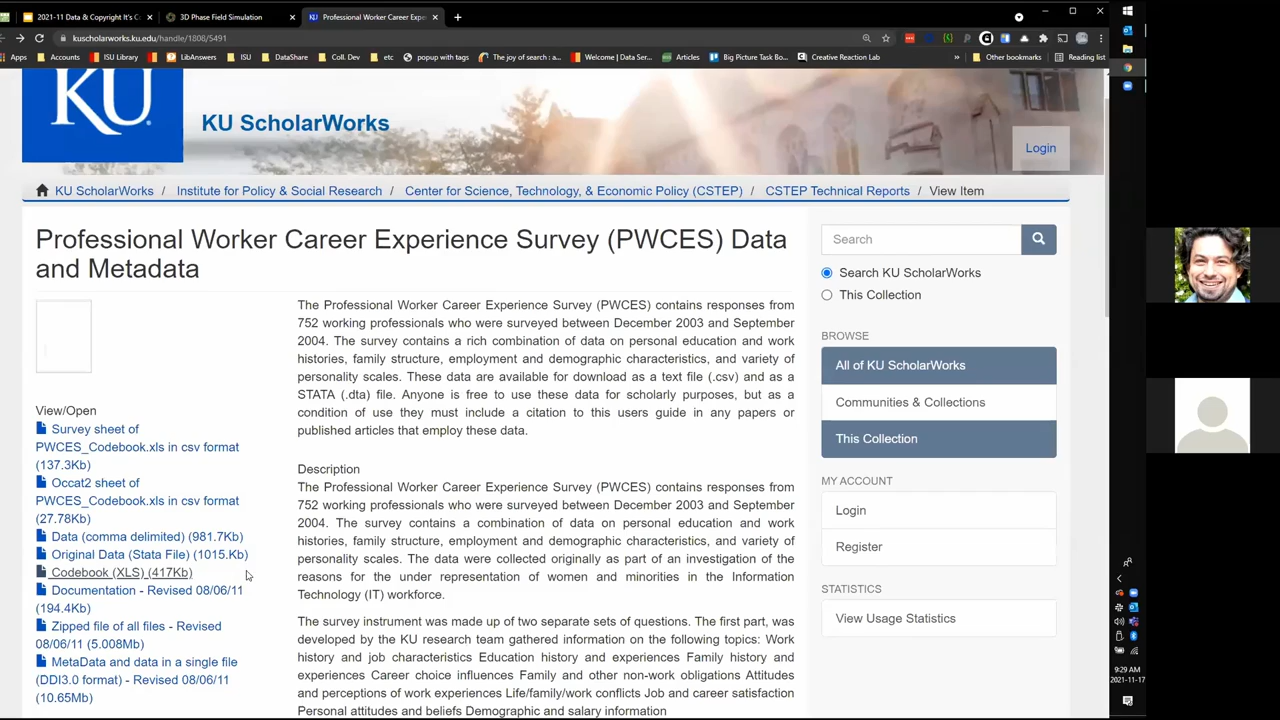 2021-11 Data & Copyright It's C
3D Phase Field Simulation
Professional Worker Career Exp
kuscholarworks.ku.edu/handle/1808/5491
Apps
Accounts
ISU Library
LibAnswers
ISU
DataShare
Coll. Dev
etc
popup with tags
The joy of search : a...
Welcome | Data Ser...
Articles
Big Picture Task Bo...
Creative Reaction Lab
»
Other bookmarks
Reading list
KU
KU ScholarWorks
Login
KU ScholarWorks / Institute for Policy & Social Research / Center for Science, Technology, & Economic Policy (CSTEP) / CSTEP Technical Reports / View Item
Professional Worker Career Experience Survey (PWCES) Data
and Metadata
View/Open
Survey sheet of
PWCES_Codebook.xls in csv format
(137.3Kb)
Occat2 sheet of
PWCES_Codebook.xls in csv format
(27.78Kb)
Data (comma delimited) (981.7Kb)
Original Data (Stata File) (1015.Kb)
Codebook (XLS) (417Kb)
Documentation - Revised 08/06/11
(194.4Kb)
Zipped file of all files - Revised
08/06/11 (5.008Mb)
MetaData and data in a single file
(DDI3.0 format) - Revised 08/06/11
(10.65Mb)
The Professional Worker Career Experience Survey (PWCES) contains responses from
752 working professionals who were surveyed between December 2003 and September
2004. The survey contains a rich combination of data on personal education and work
histories, family structure, employment and demographic characteristics, and variety of
personality scales. These data are available for download as a text file (.csv) and as a
STATA (.dta) file. Anyone is free to use these data for scholarly purposes, but as a
condition of use they must include a citation to this users guide in any papers or
published articles that employ these data.
Description
The Professional Worker Career Experience Survey (PWCES) contains responses from
752 working professionals who were surveyed between December 2003 and September
2004. The survey contains a combination of data on personal education and work
histories, family structure, employment and demographic characteristics, and variety of
personality scales. The data were collected originally as part of an investigation of the
reasons for the under representation of women and minorities in the Information
Technology (IT) workforce.
The survey instrument was made up of two separate sets of questions. The first part, was
developed by the KU research team gathered information on the following topics: Work
history and job characteristics Education history and experiences Family history and
experiences Career choice influences Family and other non-work obligations Attitudes
and perceptions of work experiences Life/family/work conflicts Job and career satisfaction
Personal attitudes and beliefs Demographic and salary information
Search
Search KU ScholarWorks
This Collection
BROWSE
All of KU ScholarWorks
Communities & Collections
This Collection
MY ACCOUNT
Login
Register
STATISTICS
View Usage Statistics
9:29 AM
2021-11-17